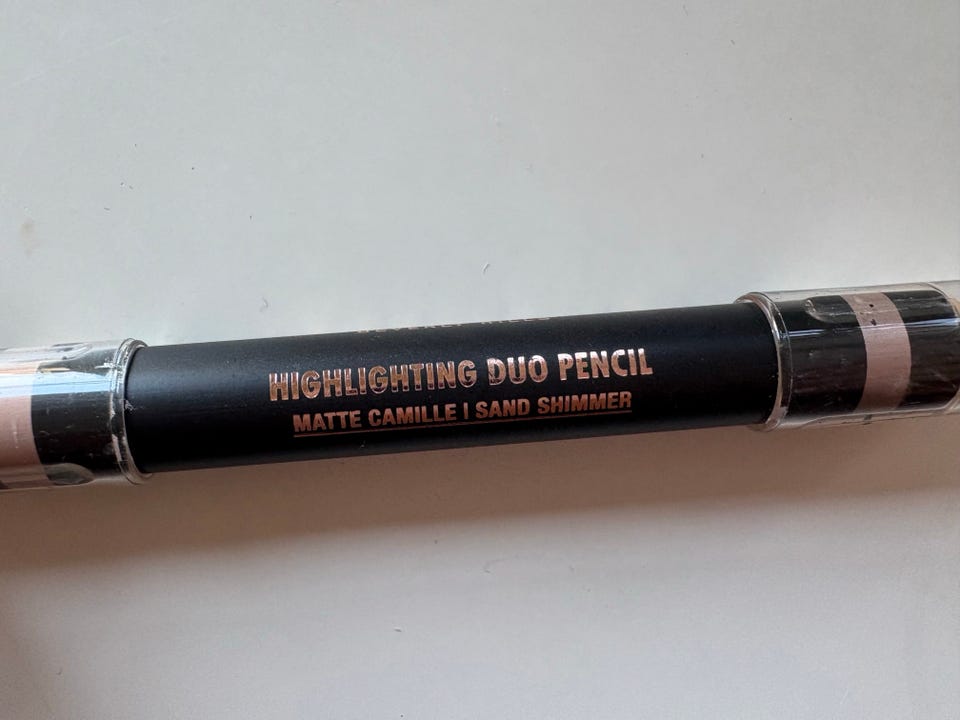 HIGHLIGHTING DUO PENCIL
MATTE CAMILLE | SAND SHIMMER